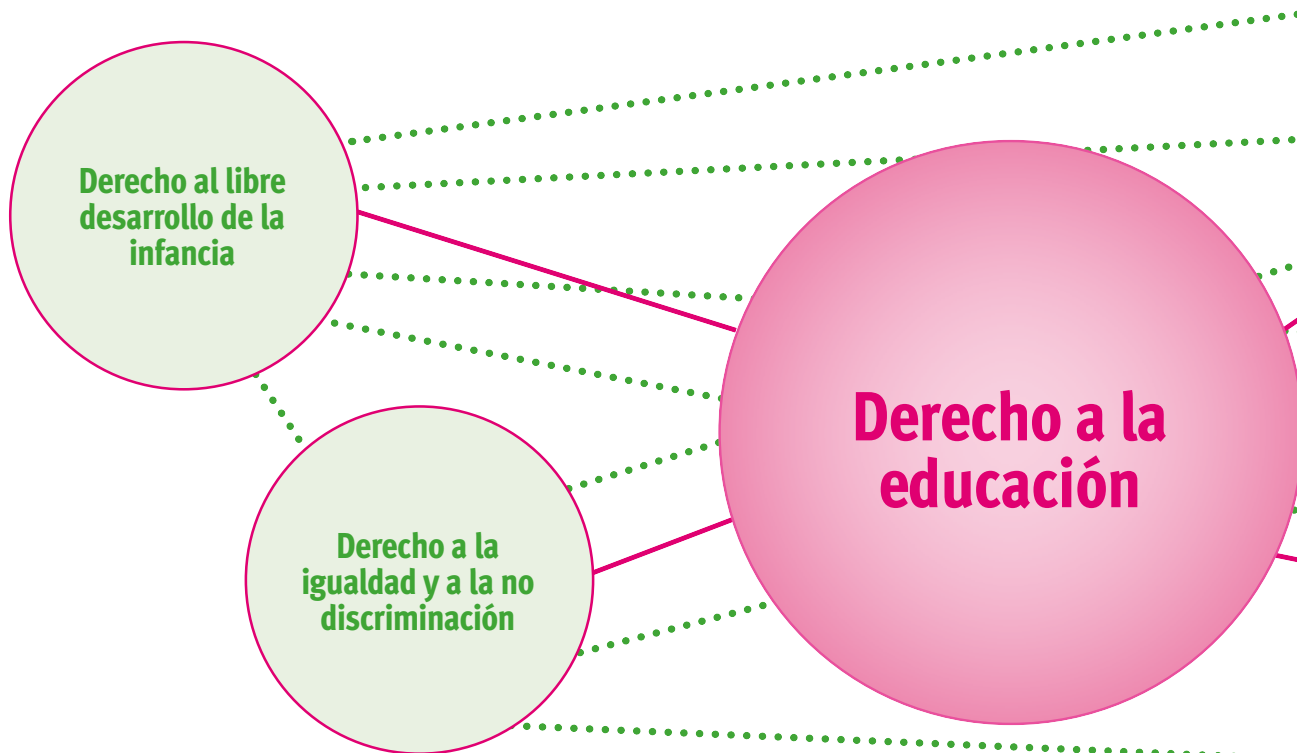 Derecho al libre
desarrollo de la
infancia
Derecho a la
educación
Derecho a la
igualdad y a la no
discriminación